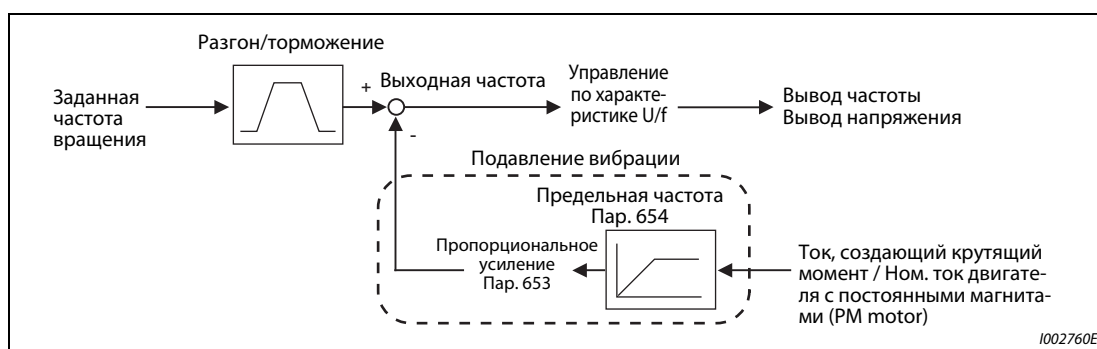 Разгон/торможение
Заданная
частота
вращения
+
Выходная частота
-
Управление
по характе-
ристике U/f
Вывод частоты
Вывод напряжения
Подавление вибрации
Предельная частота
Пар. 654
Пропорциональное
усиление
Пар. 653
Ток, создающий крутящий
момент / Ном. ток двигате-
ля с постоянными магнита-
ми (PM motor)
I002760E